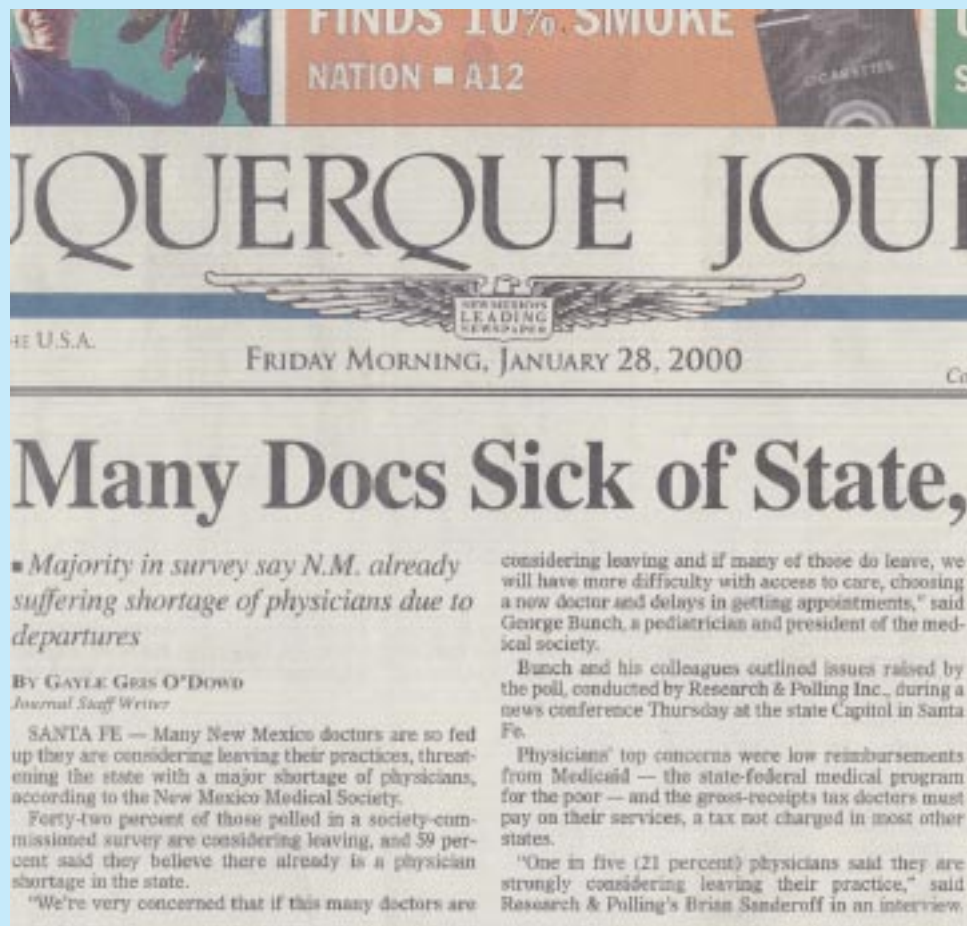 FINDS 10% SMOKE
NATION ■ A12
CIGARETTES
UQUERQUE JOU
NEW MEXICO'S
LEADING
NEWSPAPER
HE U.S.A.
FRIDAY MORNING, JANUARY 28, 2000
Co
Many Docs Sick of State,
■ Majority in survey say N.M. already
suffering shortage of physicians due to
departures
BY GAYLE GEIS O'DOWD
Journal Staff Writer
SANTA FE — Many New Mexico doctors are so fed
up they are considering leaving their practices, threat-
ening the state with a major shortage of physicians,
according to the New Mexico Medical Society.
Forty-two percent of those polled in a society-com-
missioned survey are considering leaving, and 59 per-
cent said they believe there already is a physician
shortage in the state.
"We're very concerned that if this many doctors are
considering leaving and if many of those do leave, we
will have more difficulty with access to care, choosing
a new doctor and delays in getting appointments," said
George Bunch, a pediatrician and president of the med-
ical society.
Bunch and his colleagues outlined issues raised by
the poll, conducted by Research & Polling Inc., during a
news conference Thursday at the state Capitol in Santa
Fe.
Physicians' top concerns were low reimbursements
from Medicaid — the state-federal medical program
for the poor — and the gross-receipts tax doctors must
pay on their services, a tax not charged in most other
states.
"One in five (21 percent) physicians said they are
strongly considering leaving their practice," said
Research & Polling's Brian Sanderoff in an interview.